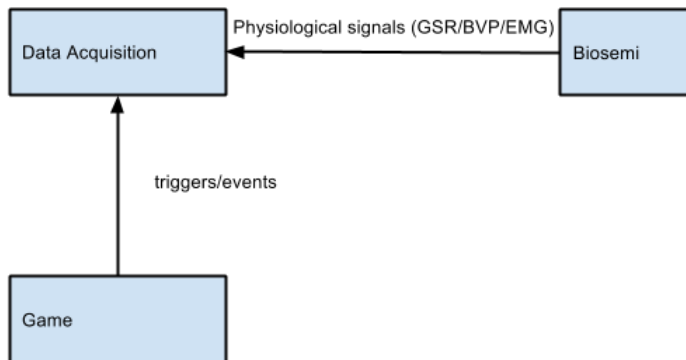 Physiological signals (GSR/BVP/EMG)
Data Acquisition
Biosemi
triggers/events
Game